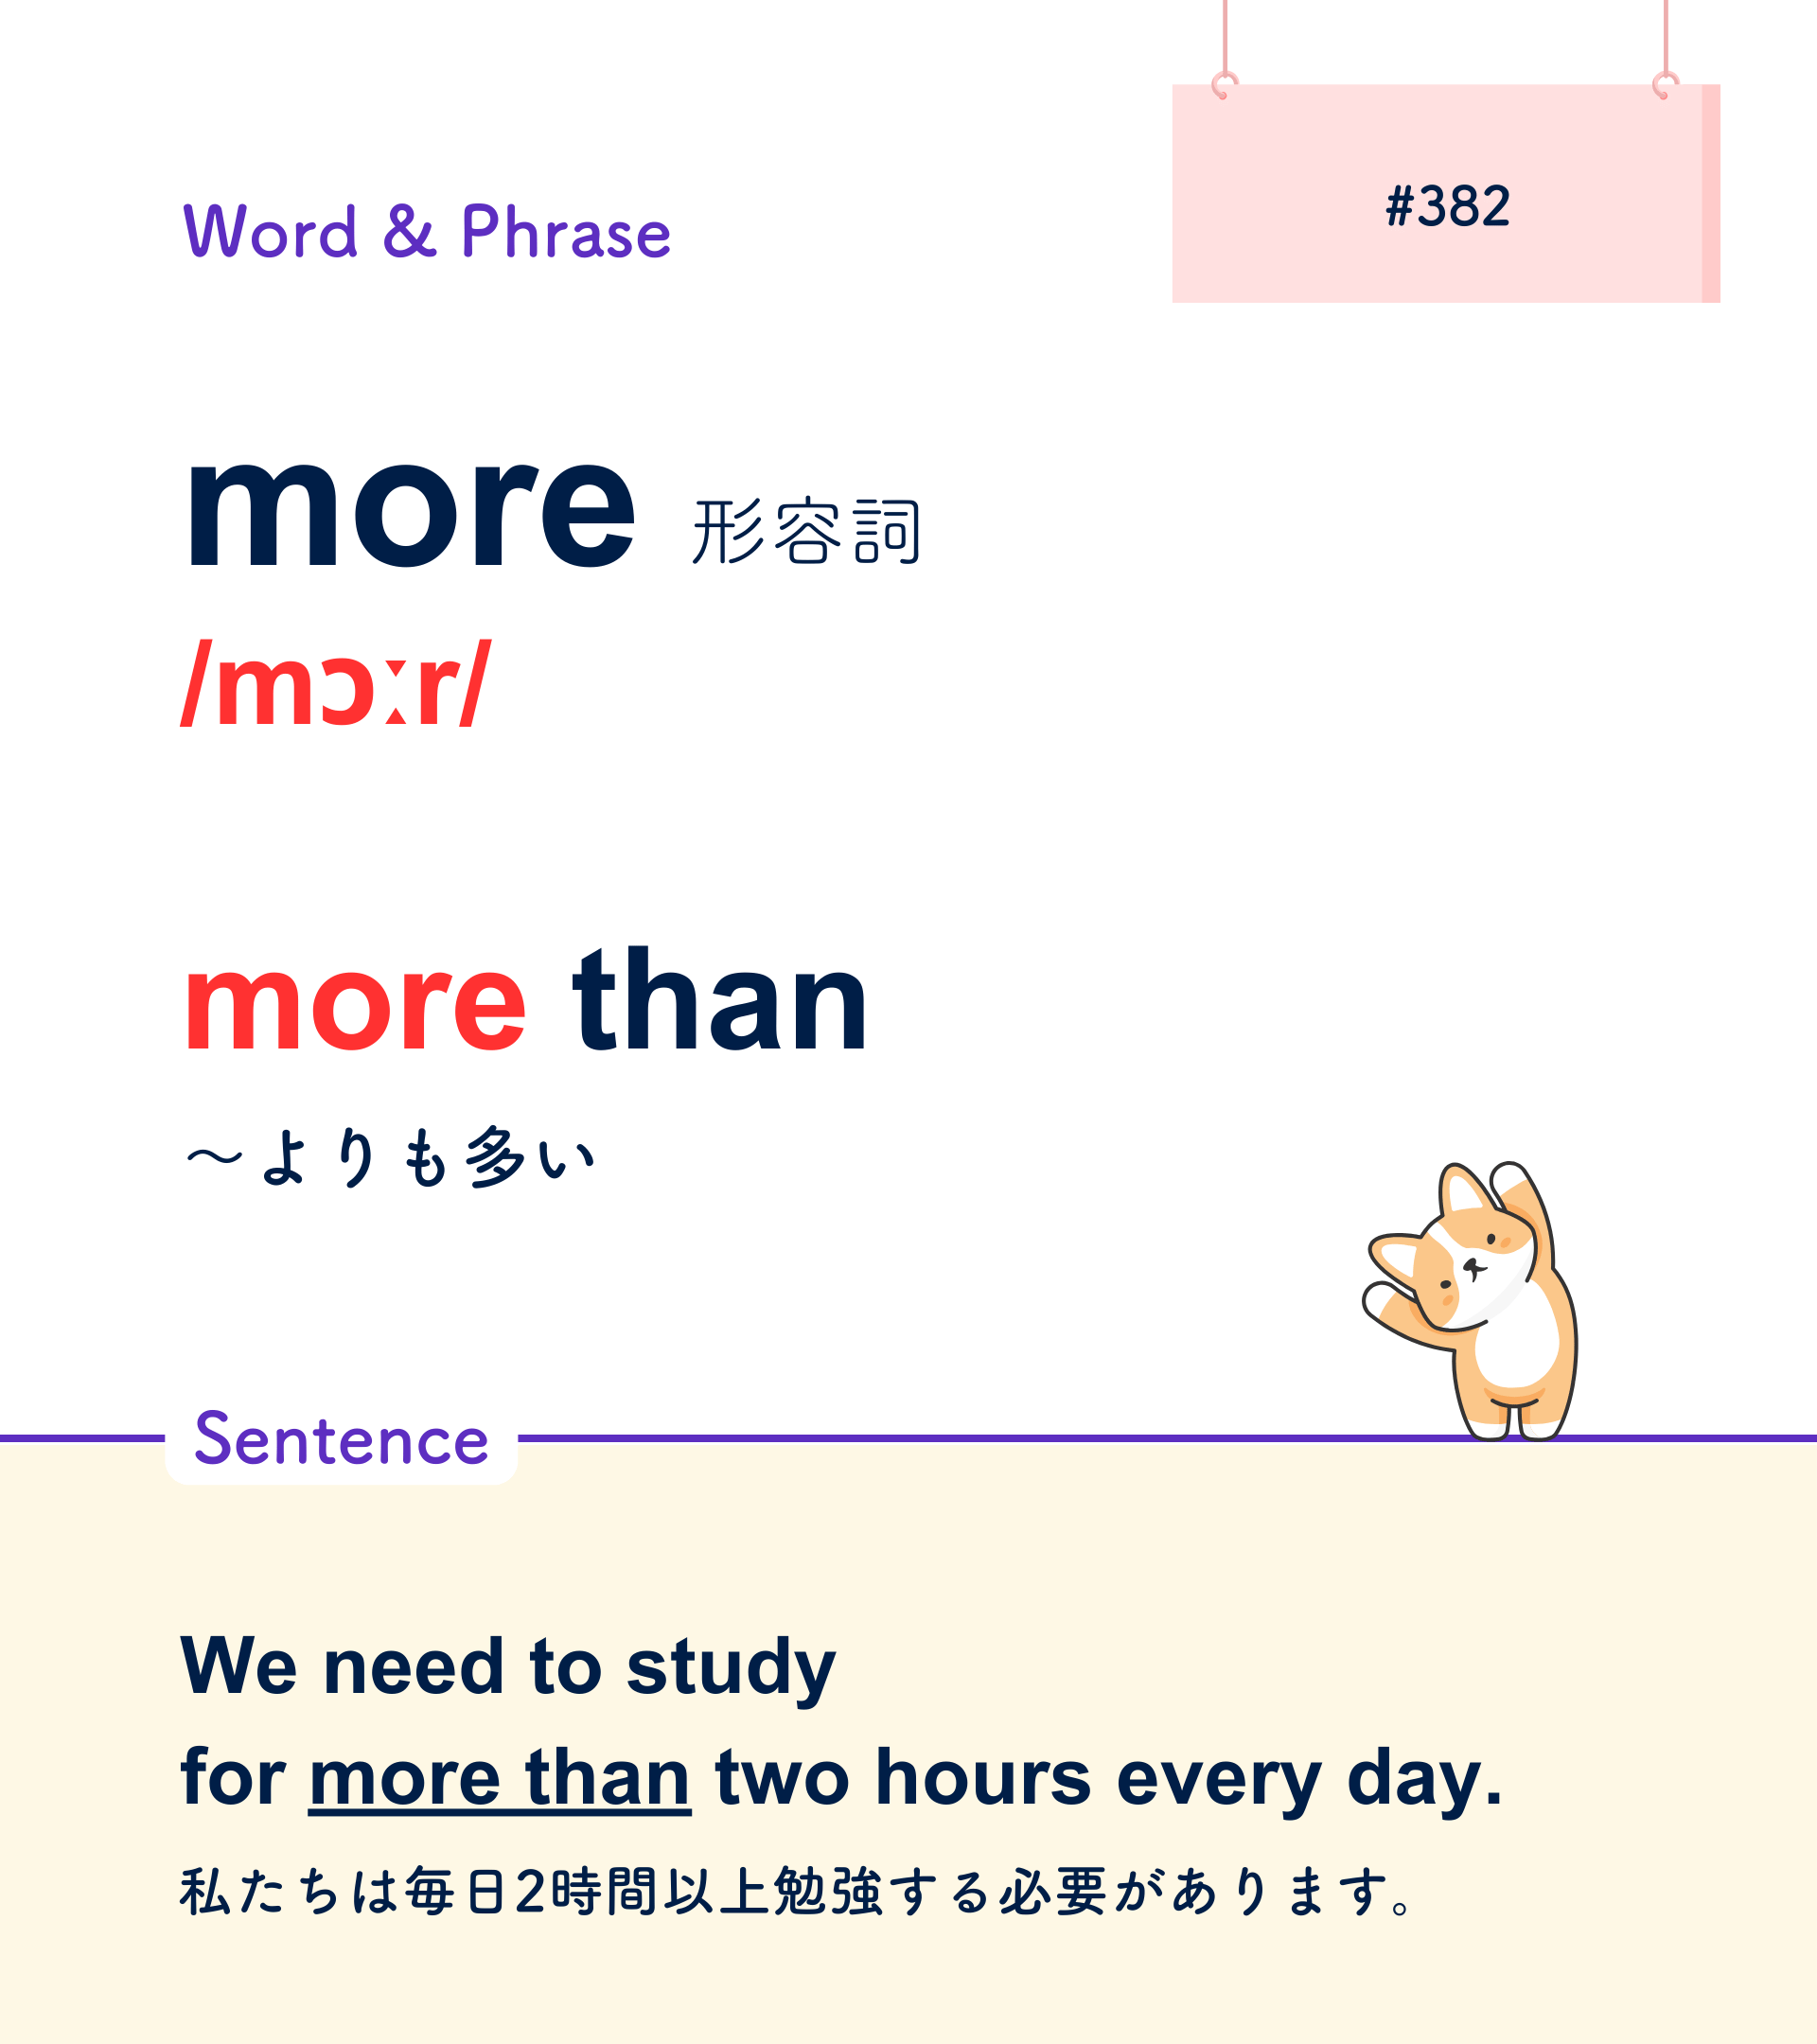 Word & Phrase
#382
more 形容詞
/mɔːr/
more than
〜よりも多い
Sentence
We need to study
for more than two hours every day.
私たちは毎日2時間以上勉強する必要があります。